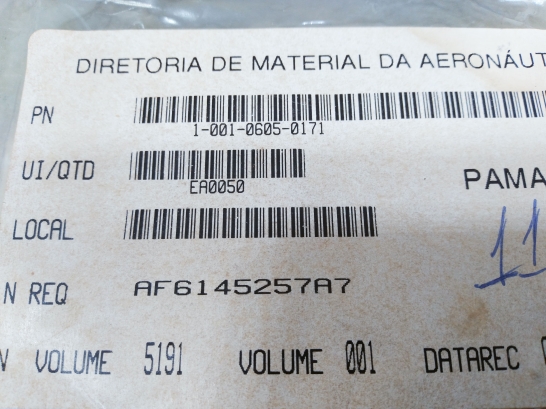 DIRETORIA DE MATERIAL DA AERONÁUT
PN
1-001-0605-0171
UI/QTD
EA0050
PAMA
LOCAL
11
N REQ AF6145257A7
N VOLUME 5191 VOLUME 001 DATAREC